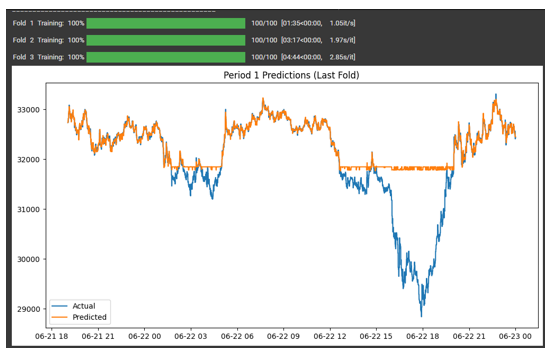 Fold 1 Training: 100% 100/100 [01:35<00:00, 1.05it/s]
Fold 2 Training: 100% 100/100 [03:17<00:00, 1.97s/it]
Fold 3 Training: 100% 100/100 [04:44<00:00, 2.85s/it]
Period 1 Predictions (Last Fold)
33000
32000
31000
30000
29000
Actual
Predicted
06-21 18 06-21 21 06-22 00 06-22 03 06-22 06 06-22 09 06-22 12 06-22 15 06-22 18 06-22 21 06-23 00